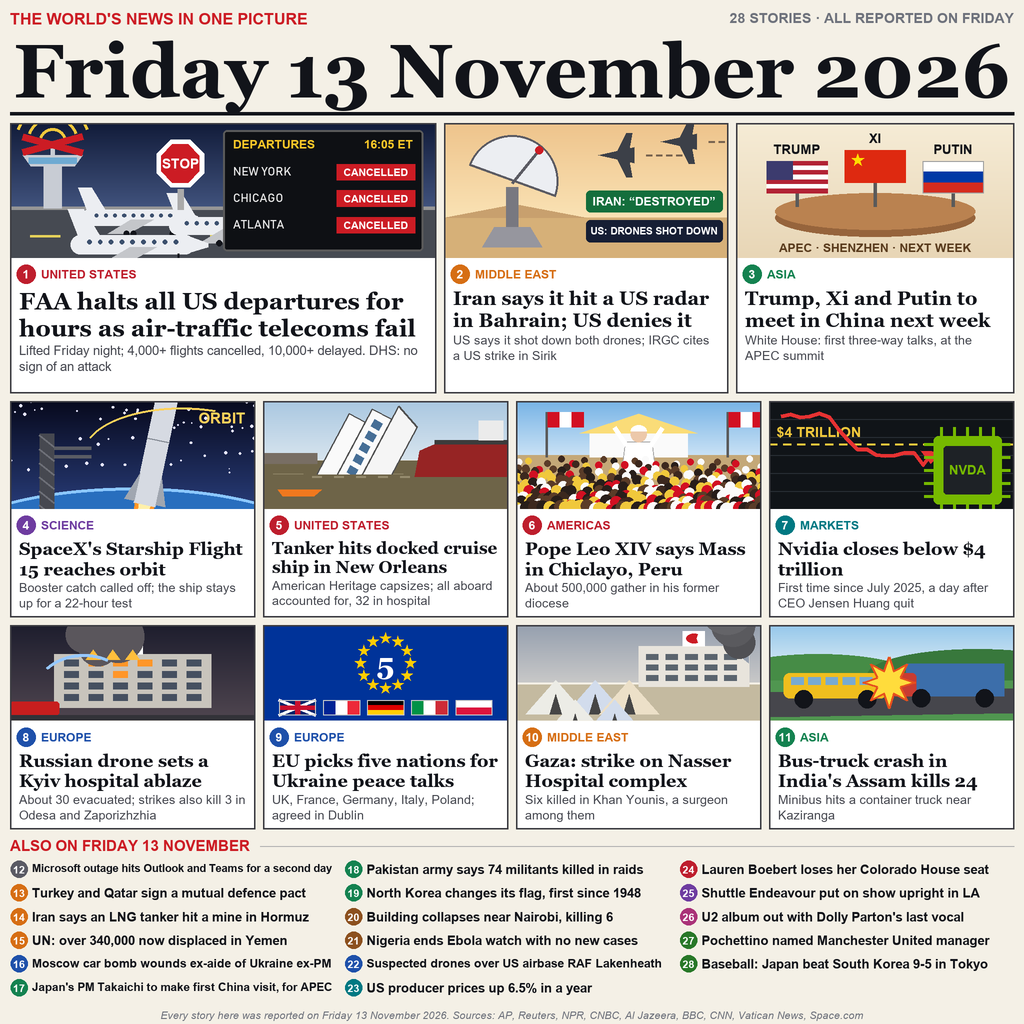 THE WORLD'S NEWS IN ONE PICTURE
28 STORIES · ALL REPORTED ON FRIDAY
Friday 13 November 2026
STOP
DEPARTURES 16:05 ET
NEW YORK CANCELLED
CHICAGO CANCELLED
ATLANTA CANCELLED
1 UNITED STATES
FAA halts all US departures for
hours as air-traffic telecoms fail
Lifted Friday night; 4,000+ flights cancelled, 10,000+ delayed. DHS: no
sign of an attack
IRAN: “DESTROYED”
US: DRONES SHOT DOWN
2 MIDDLE EAST
Iran says it hit a US radar
in Bahrain; US denies it
US says it shot down both drones; IRGC cites
a US strike in Sirik
TRUMP
XI
PUTIN
APEC · SHENZHEN · NEXT WEEK
3 ASIA
Trump, Xi and Putin to
meet in China next week
White House: first three-way talks, at the
APEC summit
ORBIT
4 SCIENCE
SpaceX's Starship Flight
15 reaches orbit
Booster catch called off; the ship stays
up for a 22-hour test
5 UNITED STATES
Tanker hits docked cruise
ship in New Orleans
American Heritage capsizes; all aboard
accounted for, 32 in hospital
6 AMERICAS
Pope Leo XIV says Mass
in Chiclayo, Peru
About 500,000 gather in his former
diocese
$4 TRILLION
NVDA
7 MARKETS
Nvidia closes below $4
trillion
First time since July 2025, a day after
CEO Jensen Huang quit
8 EUROPE
Russian drone sets a
Kyiv hospital ablaze
About 30 evacuated; strikes also kill 3 in
Odesa and Zaporizhzhia
5
9 EUROPE
EU picks five nations for
Ukraine peace talks
UK, France, Germany, Italy, Poland;
agreed in Dublin
10 MIDDLE EAST
Gaza: strike on Nasser
Hospital complex
Six killed in Khan Younis, a surgeon
among them
11 ASIA
Bus-truck crash in
India's Assam kills 24
Minibus hits a container truck near
Kaziranga
ALSO ON FRIDAY 13 NOVEMBER
12 Microsoft outage hits Outlook and Teams for a second day
13 Turkey and Qatar sign a mutual defence pact
14 Iran says an LNG tanker hit a mine in Hormuz
15 UN: over 340,000 now displaced in Yemen
16 Moscow car bomb wounds ex-aide of Ukraine ex-PM
17 Japan's PM Takaichi to make first China visit, for APEC
18 Pakistan army says 74 militants killed in raids
19 North Korea changes its flag, first since 1948
20 Building collapses near Nairobi, killing 6
21 Nigeria ends Ebola watch with no new cases
22 Suspected drones over US airbase RAF Lakenheath
23 US producer prices up 6.5% in a year
24 Lauren Boebert loses her Colorado House seat
25 Shuttle Endeavour put on show upright in LA
26 U2 album out with Dolly Parton's last vocal
27 Pochettino named Manchester United manager
28 Baseball: Japan beat South Korea 9-5 in Tokyo
Every story here was reported on Friday 13 November 2026. Sources: AP, Reuters, NPR, CNBC, Al Jazeera, BBC, CNN, Vatican News, Space.com